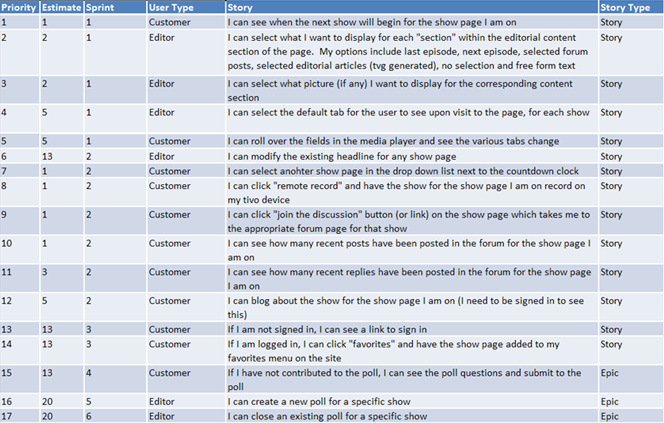 Priority Estimate Sprint User Type Story Story Type
1 1 1 Customer I can see when the next show will begin for the show page I am on Story
2 2 1 Editor I can select what I want to display for each "section" within the editorial content Story
section of the page. My options include last episode, next episode, selected forum
posts, selected editorial articles (tvg generated), no selection and free form text
3 2 1 Editor I can select what picture (if any) I want to display for the corresponding content Story
section
4 5 1 Editor I can select the default tab for the user to see upon visit to the page, for each show Story
5 5 1 Customer I can roll over the fields in the media player and see the various tabs change Story
6 13 2 Editor I can modify the existing headline for any show page Story
7 1 2 Customer I can select anohter show page in the drop down list next to the countdown clock Story
8 1 2 Customer I can click "remote record" and have the show for the show page I am on record on Story
my tivo device
9 1 2 Customer I can click "join the discussion" button (or link) on the show page which takes me to Story
the appropriate forum page for that show
10 1 2 Customer I can see how many recent posts have been posted in the forum for the show page I Story
am on
11 3 2 Customer I can see how many recent replies have been posted in the forum for the show page Story
I am on
12 5 2 Customer I can blog about the show for the show page I am on (I need to be signed in to see Story
this)
13 13 3 Customer If I am not signed in, I can see a link to sign in Story
14 13 3 Customer If I am logged in, I can click "favorites" and have the show page added to my Story
favorites menu on the site
15 13 4 Customer If I have not contributed to the poll, I can see the poll questions and submit to the Epic
poll
16 20 5 Editor I can create a new poll for a specific show Epic
17 20 6 Editor I can close an existing poll for a specific show Epic